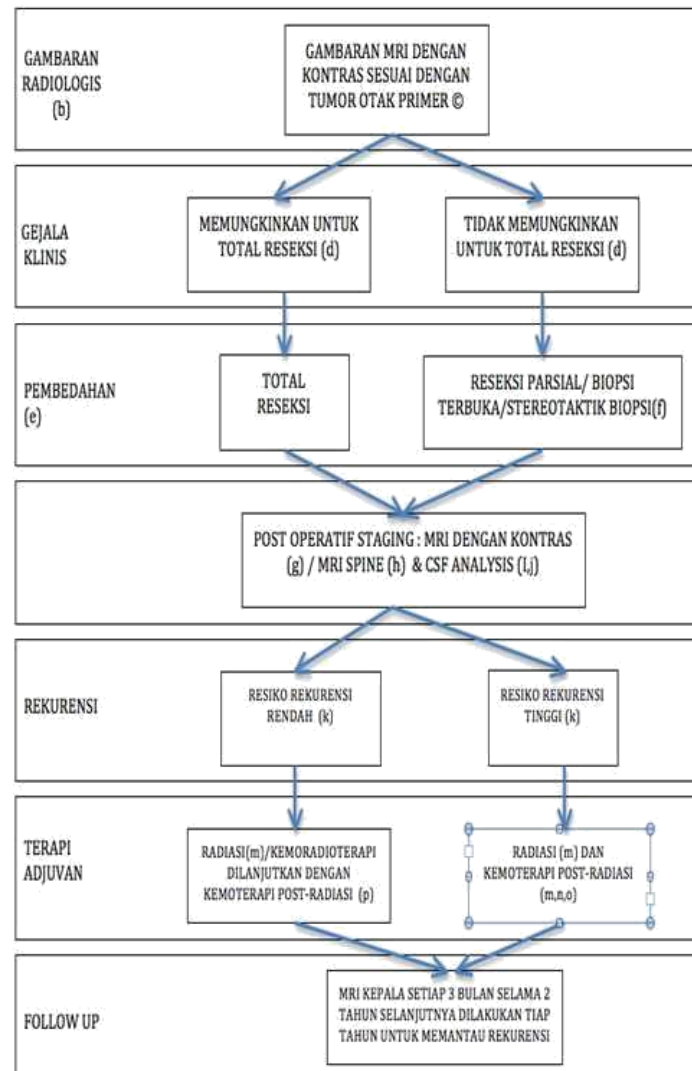 GAMBARAN
RADIOLOGIS
(b)
GAMBARAN MRI DENGAN
KONTRAS SESUAI DENGAN
TUMOR OTAK PRIMER ©
GEJALA
KLINIS
MEMUNGKINKAN UNTUK
TOTAL RESEKSI (d)
TIDAK MEMUNGKINKAN
UNTUK TOTAL RESEKSI (d)
PEMBEDAHAN
(e)
TOTAL
RESEKSI
RESEKSI PARSIAL/ BIOPSI
TERBUKA/STEREOTAKTIK BIOPSI(f)
POST OPERATIF STAGING : MRI DENGAN KONTRAS
(g) / MRI SPINE (h) & CSF ANALYSIS (I,j)
REKURENSI
RESIKO REKURENSI
RENDAH (k)
RESIKO REKURENSI
TINGGI (k)
TERAPI
ADJUVAN
RADIASI(m)/KEMORADIOTERAPI
DILANJUTKAN DENGAN
KEMOTERAPI POST-RADIASI (p)
RADIASI (m) DAN
KEMOTERAPI POST-RADIASI
(m,n,o)
FOLLOW UP
MRI KEPALA SETIAP 3 BULAN SELAMA 2
TAHUN SELANJUTNYA DILAKUKAN TIAP
TAHUN UNTUK MEMANTAU REKURENSI